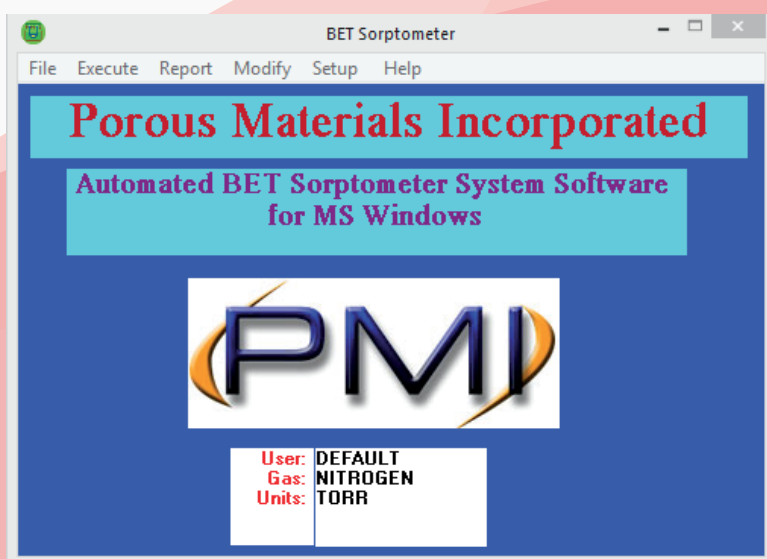 BET Sorptometer
File Execute Report Modify Setup Help
Porous Materials Incorporated
Automated BET Sorptometer System Software
for MS Windows
PMI
User: DEFAULT
Gas: NITROGEN
Units: TORR